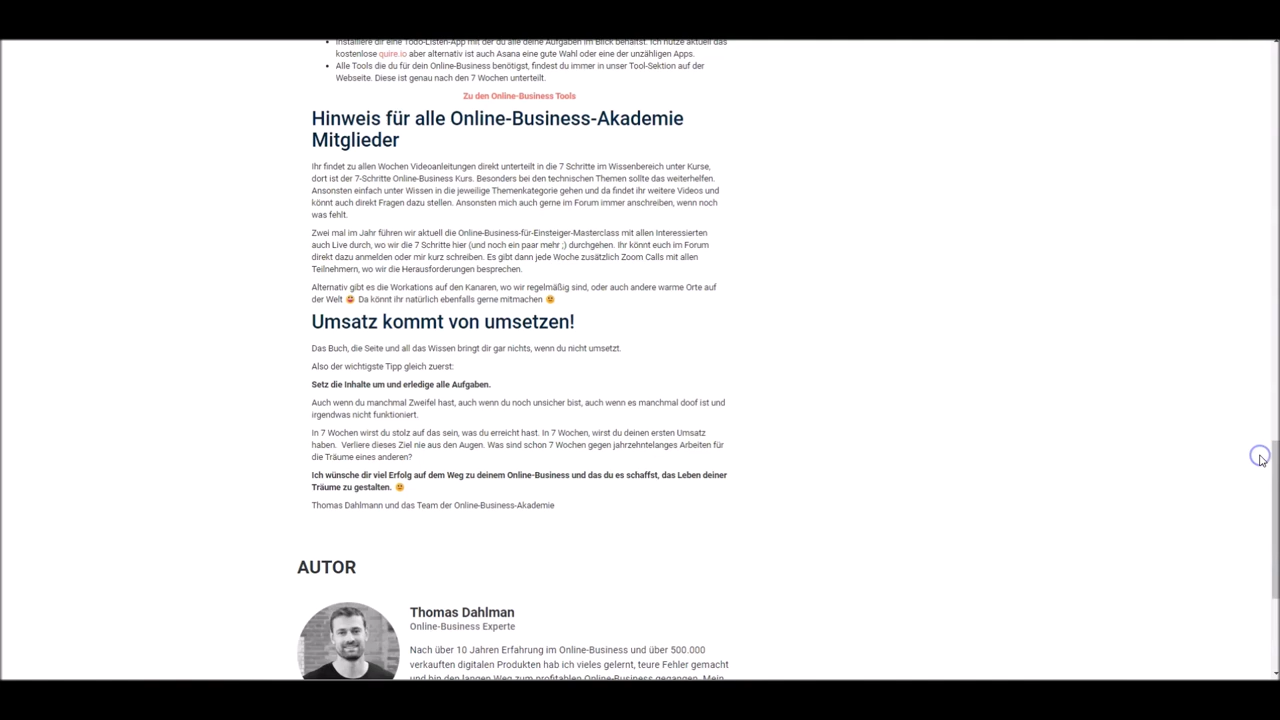 Installiere dir eine Todo-Listen-App mit der du alle deine Aufgaben im Blick behältst. Ich nutze aktuell das
kostenlose quire.io aber alternativ ist auch Asana eine gute Wahl oder eine der unzähligen Apps.
Alle Tools die du für dein Online-Business benötigst, findest du immer in unser Tool-Sektion auf der
Webseite. Diese ist genau nach den 7 Wochen unterteilt.
Zu den Online-Business Tools
Hinweis für alle Online-Business-Akademie
Mitglieder
Ihr findet zu allen Wochen Videoanleitungen direkt unterteilt in die 7 Schritte im Wissenbereich unter Kurse,
dort ist der 7-Schritte Online-Business Kurs. Besonders bei den technischen Themen sollte das weiterhelfen.
Ansonsten einfach unter Wissen in die jeweilige Themenkategorie gehen und da findet ihr weitere Videos und
könnt auch direkt Fragen dazu stellen. Ansonsten mich auch gerne im Forum immer anschreiben, wenn noch
was fehlt.
Zwei mal im Jahr führen wir aktuell die Online-Business-für-Einsteiger-Masterclass mit allen Interessierten
auch Live durch, wo wir die 7 Schritte hier (und noch ein paar mehr ;) durchgehen. Ihr könnt euch im Forum
direkt dazu anmelden oder mir kurz schreiben. Es gibt dann jede Woche zusätzlich Zoom Calls mit allen
Teilnehmern, wo wir die Herausforderungen besprechen.
Alternativ gibt es die Workations auf den Kanaren, wo wir regelmäßig sind, oder auch andere warme Orte auf
der Welt 😀 Da könnt ihr natürlich ebenfalls gerne mitmachen 🙂
Umsatz kommt von umsetzen!
Das Buch, die Seite und all das Wissen bringt dir gar nichts, wenn du nicht umsetzt.
Also der wichtigste Tipp gleich zuerst:
Setz die Inhalte um und erledige alle Aufgaben.
Auch wenn du manchmal Zweifel hast, auch wenn du noch unsicher bist, auch wenn es manchmal doof ist und
irgendwas nicht funktioniert.
In 7 Wochen wirst du stolz auf das sein, was du erreicht hast. In 7 Wochen, wirst du deinen ersten Umsatz
haben. Verliere dieses Ziel nie aus den Augen. Was sind schon 7 Wochen gegen jahrzehntelanges Arbeiten für
die Träume eines anderen?
Ich wünsche dir viel Erfolg auf dem Weg zu deinem Online-Business und das du es schaffst, das Leben deiner
Träume zu gestalten. 🙂
Thomas Dahlmann und das Team der Online-Business-Akademie
AUTOR
Thomas Dahlman
Online-Business Experte
Nach über 10 Jahren Erfahrung im Online-Business und über 500.000
verkauften digitalen Produkten hab ich vieles gelernt, teure Fehler gemacht
und bin den langen Weg zum profitablen Online-Business gegangen. Mein